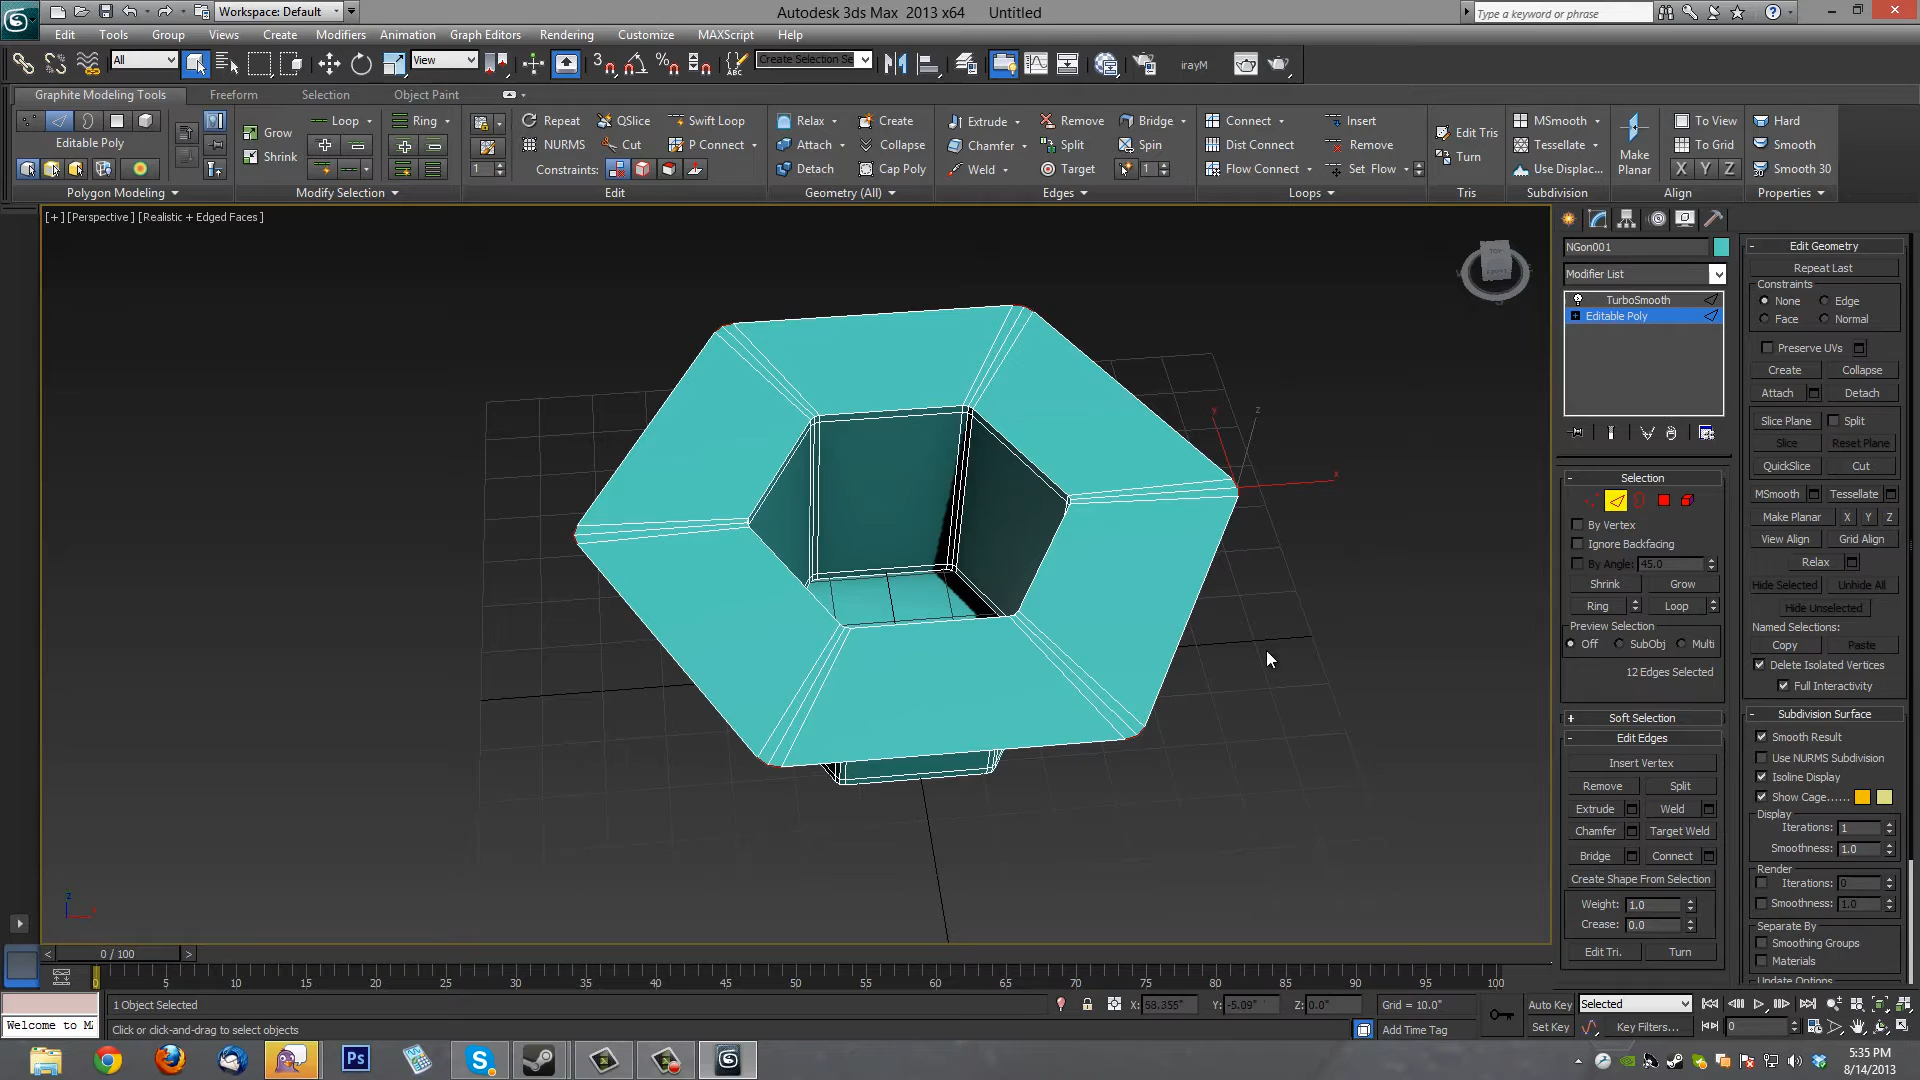 Workspace: Default
Autodesk 3ds Max 2013 x64 Untitled
Type a keyword or phrase
Edit Tools Group Views Create Modifiers Animation Graph Editors Rendering Customize MAXScript Help
All View 3 Create Selection Se irayM
Graphite Modeling Tools Freeform Selection Object Paint
Loop Ring Grow Shrink Repeat QSlice Swift Loop Relax Create Extrude Remove Bridge Connect Insert MSmooth To View Hard
Editable Poly NURMS Cut P Connect Attach Collapse Chamfer Split Spin Dist Connect Remove Edit Tris Turn Tessellate Make Planar To Grid Smooth
Constraints: 1 Detach Cap Poly Weld Target 1 Flow Connect Set Flow Use Displac... X Y Z Smooth 30
Polygon Modeling Modify Selection Edit Geometry (All) Edges Loops Tris Subdivision Align Properties
[+] [Perspective] [Realistic + Edged Faces]
TOP
FRONT
y
z
x
NGon001
Modifier List
TurboSmooth
Editable Poly
Selection
By Vertex
Ignore Backfacing
By Angle: 45.0
Shrink Grow
Ring Loop
Preview Selection
Off SubObj Multi
12 Edges Selected
Soft Selection
Edit Edges
Insert Vertex
Remove Split
Extrude Weld
Chamfer Target Weld
Bridge Connect
Create Shape From Selection
Weight: 1.0
Crease: 0.0
Edit Tri. Turn
Edit Geometry
Repeat Last
Constraints
None Edge
Face Normal
Preserve UVs
Create Collapse
Attach Detach
Slice Plane Split
Slice Reset Plane
QuickSlice Cut
MSmooth Tessellate
Make Planar X Y Z
View Align Grid Align
Relax
Hide Selected Unhide All
Hide Unselected
Named Selections:
Copy Paste
Delete Isolated Vertices
Full Interactivity
Subdivision Surface
Smooth Result
Use NURMS Subdivision
Isoline Display
Show Cage......
Display
Iterations: 1
Smoothness: 1.0
Render
Iterations: 0
Smoothness: 1.0
Separate By
Smoothing Groups
Materials
Update Options
< 0 / 100 >
0 5 10 15 20 25 30 35 40 45 50 55 60 65 70 75 80 85 90 95 100
1 Object Selected X: 58.355" Y: -5.09" Z: 0.0" Grid = 10.0" Auto Key Selected
Welcome to M Click or click-and-drag to select objects Add Time Tag Set Key Key Filters... 0
5:35 PM
8/14/2013